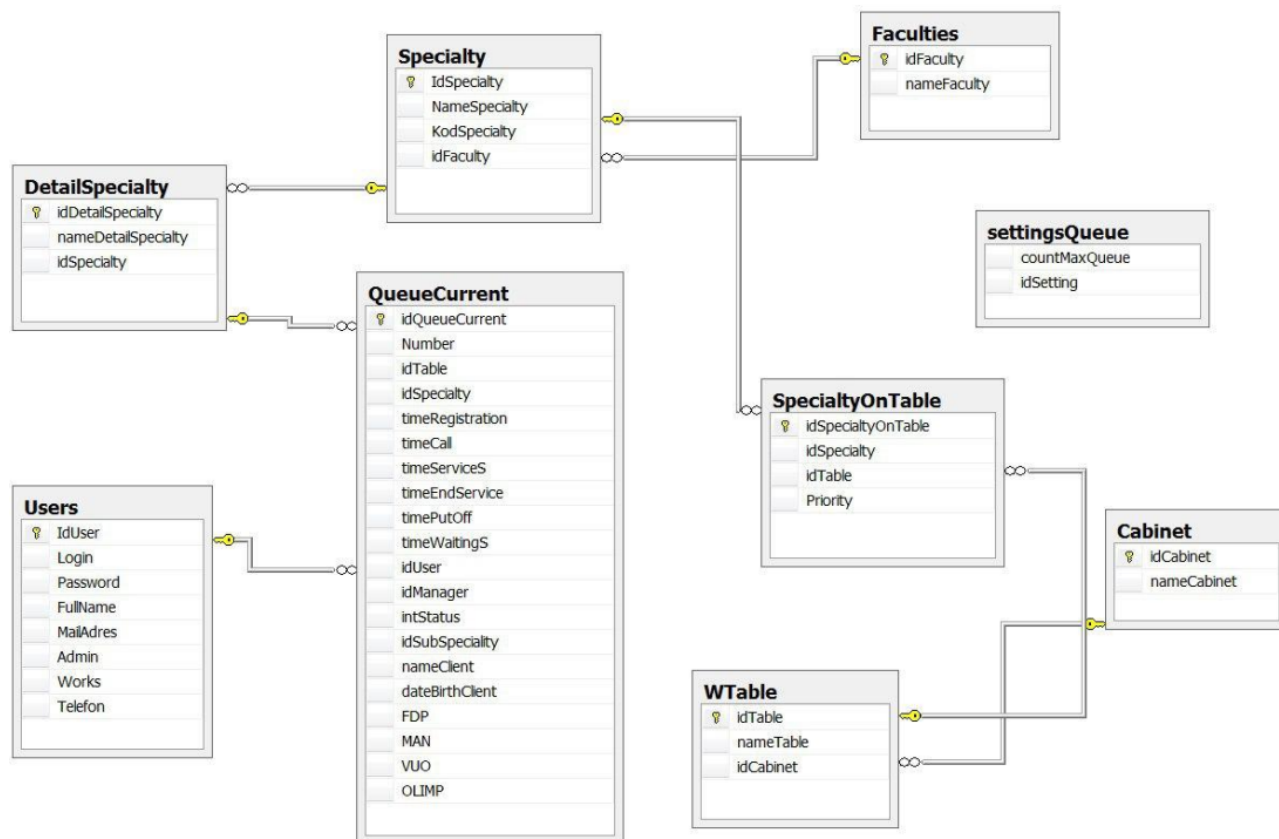 Specialty
IdSpecialty
NameSpecialty
KodSpecialty
idFaculty
Faculties
idFaculty
nameFaculty
DetailSpecialty
idDetailSpecialty
nameDetailSpecialty
idSpecialty
settingsQueue
countMaxQueue
idSetting
QueueCurrent
idQueueCurrent
Number
idTable
idSpecialty
timeRegistration
timeCall
timeServiceS
timeEndService
timePutOff
timeWaitingS
idUser
idManager
intStatus
idSubSpeciality
nameClient
dateBirthClient
FDP
MAN
VUO
OLIMP
SpecialtyOnTable
idSpecialtyOnTable
idSpecialty
idTable
Priority
Users
IdUser
Login
Password
FullName
MailAdres
Admin
Works
Telefon
Cabinet
idCabinet
nameCabinet
WTable
idTable
nameTable
idCabinet